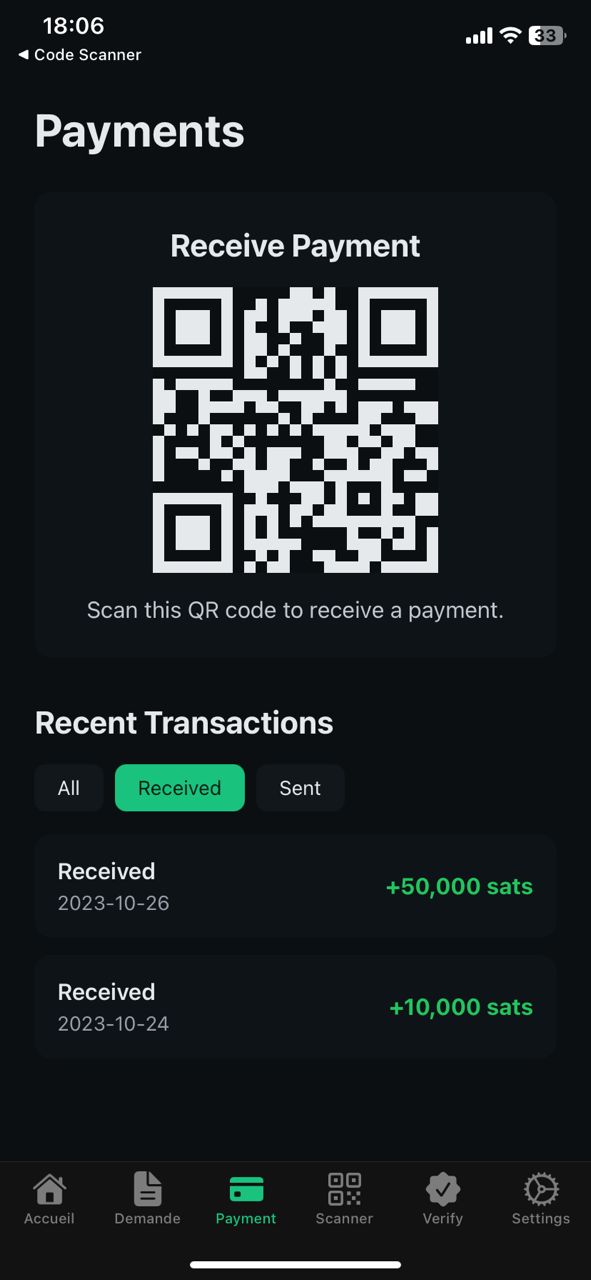 18:06
33
◀ Code Scanner
Payments
Receive Payment
Scan this QR code to receive a payment.
Recent Transactions
All
Received
Sent
Received
+50,000 sats
2023-10-26
Received
+10,000 sats
2023-10-24
Accueil
Demande
Payment
Scanner
Verify
Settings